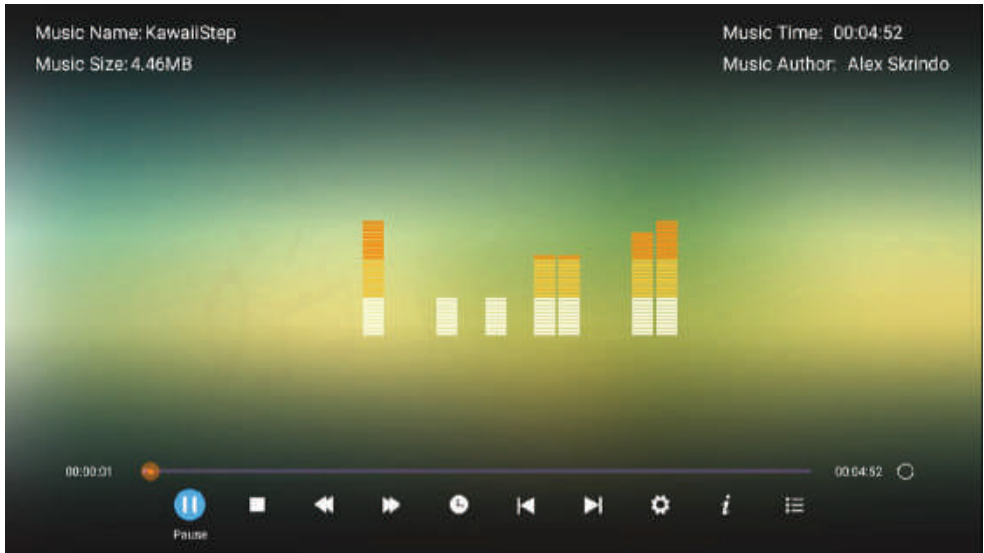 Music Name: KawaiiStep
Music Size: 4.46MB
Music Time: 00:04:52
Music Author: Alex Skrindo
00:00:01
00:04:52
Pause